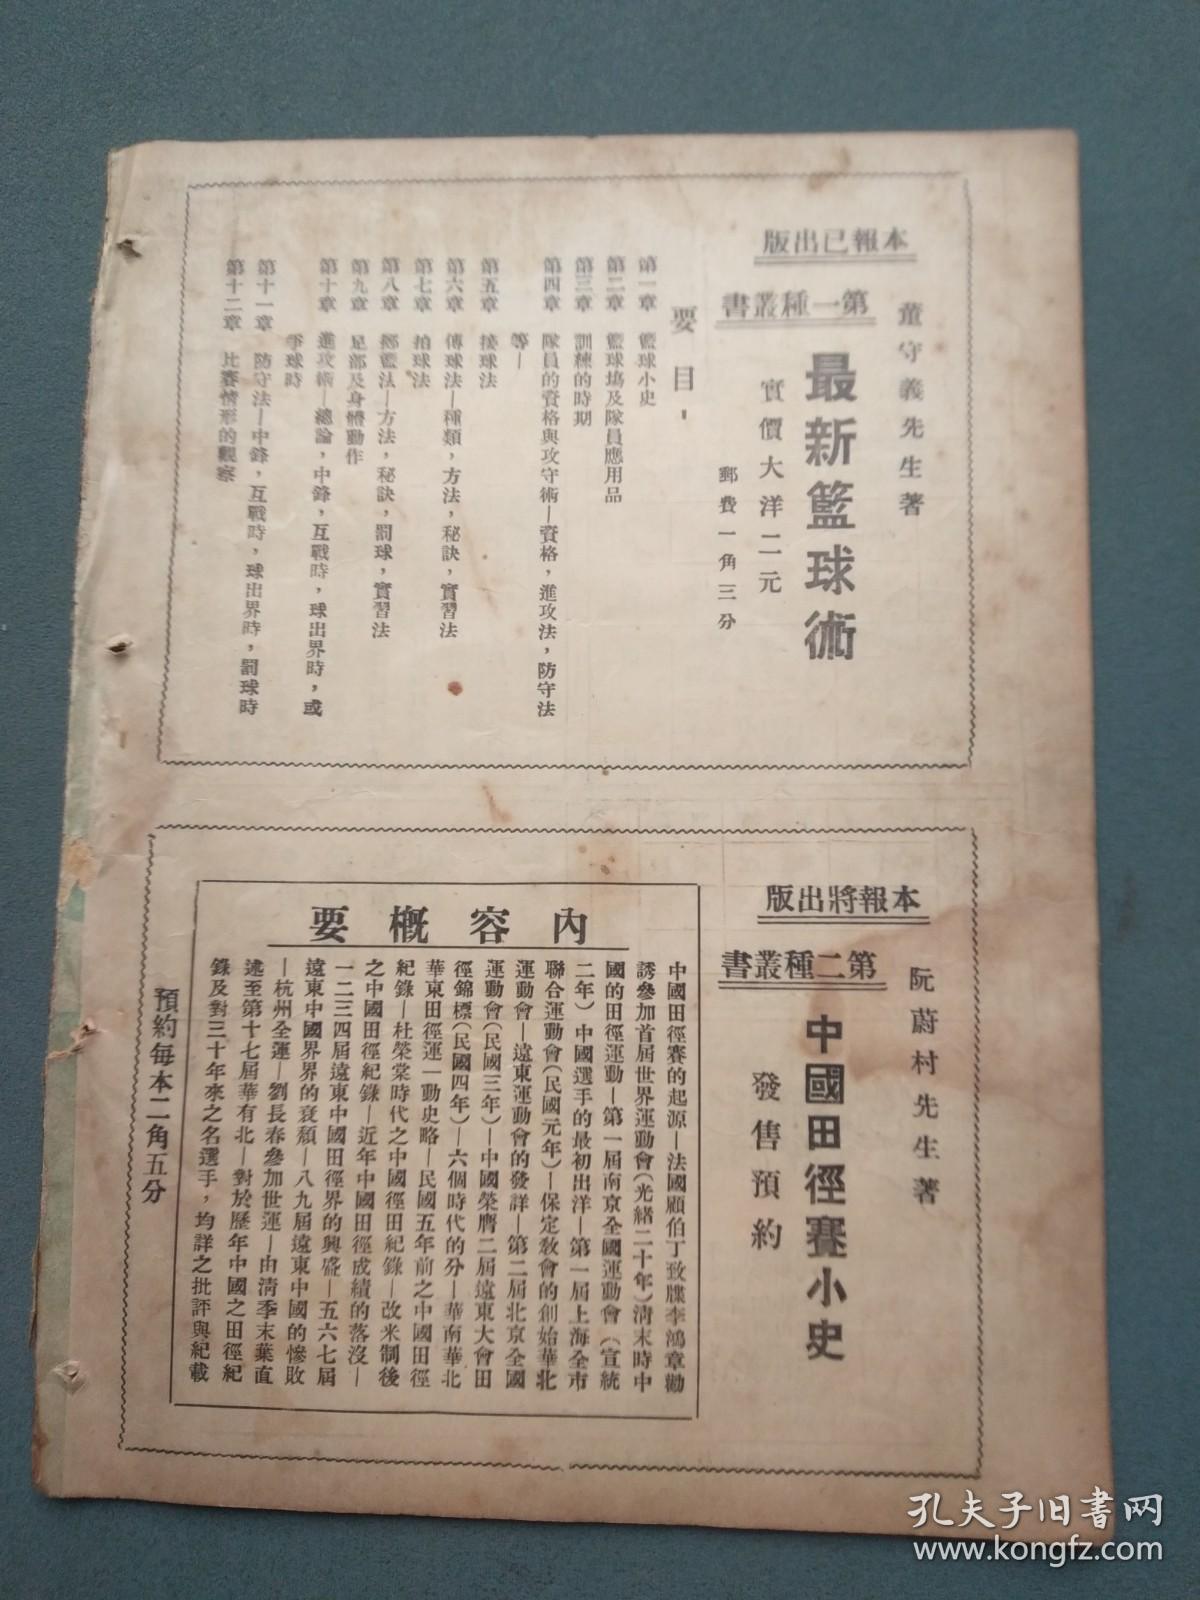 本報已出版
第一種叢書
董守義先生著
最新籃球術
實價大洋二元
郵費一角三分
要目
第一章　籃球小史
第二章　籃球塲及隊員應用品
第三章　訓練的時期
第四章　隊員的資格與攻守術—資格，進攻法，防守法
等—
第五章　接球法
第六章　傳球法—種類，方法，秘訣，實習法
第七章　拍球法
第八章　擲籃法—方法，秘訣，罰球，實習法
第九章　足部及身體動作
第十章　進攻術—總論，中鋒，互戰時，球出界時，或
爭球時
第十一章　防守法—中鋒，互戰時，球出界時，罰球時
第十二章　比賽情形的觀察
本報將出版
第二種叢書
阮蔚村先生著
中國田徑賽小史
發售預約
內容概要
中國田徑賽的起源—法國顧伯丁致牒李鴻章勸
誘參加首屆世界運動會(光緒二十年)清末時中
國的田徑運動—第一屆南京全國運動會(宣統
二年)中國選手的最初出洋—第一屆上海全市
聯合運動會(民國元年)—保定教會的創始華北
運動會—遠東運動會的發詳—第二屆北京全國
運動會(民國三年)—中國榮膺二屆遠東大會田
徑錦標(民國四年)—六個時代的分—華南華北
華東田徑運一動史略—民國五年前之中國田徑
紀錄—杜榮棠時代之中國徑田紀錄—改米制後
之中國田徑紀錄—近年中國田徑成績的落沒—
一二三四屆遠東中國田徑界的興盛—五六七屆
遠東中國界界的衰頹—八九屆遠東中國的慘敗
—杭州全運—劉長春參加世運—由清季末葉直
述至第十七屆華有北—對於歷年中國之田徑紀
錄及對三十年來之名選手，均詳之批評與紀載
預約每本二角五分
孔夫子旧书网
www.kongfz.com